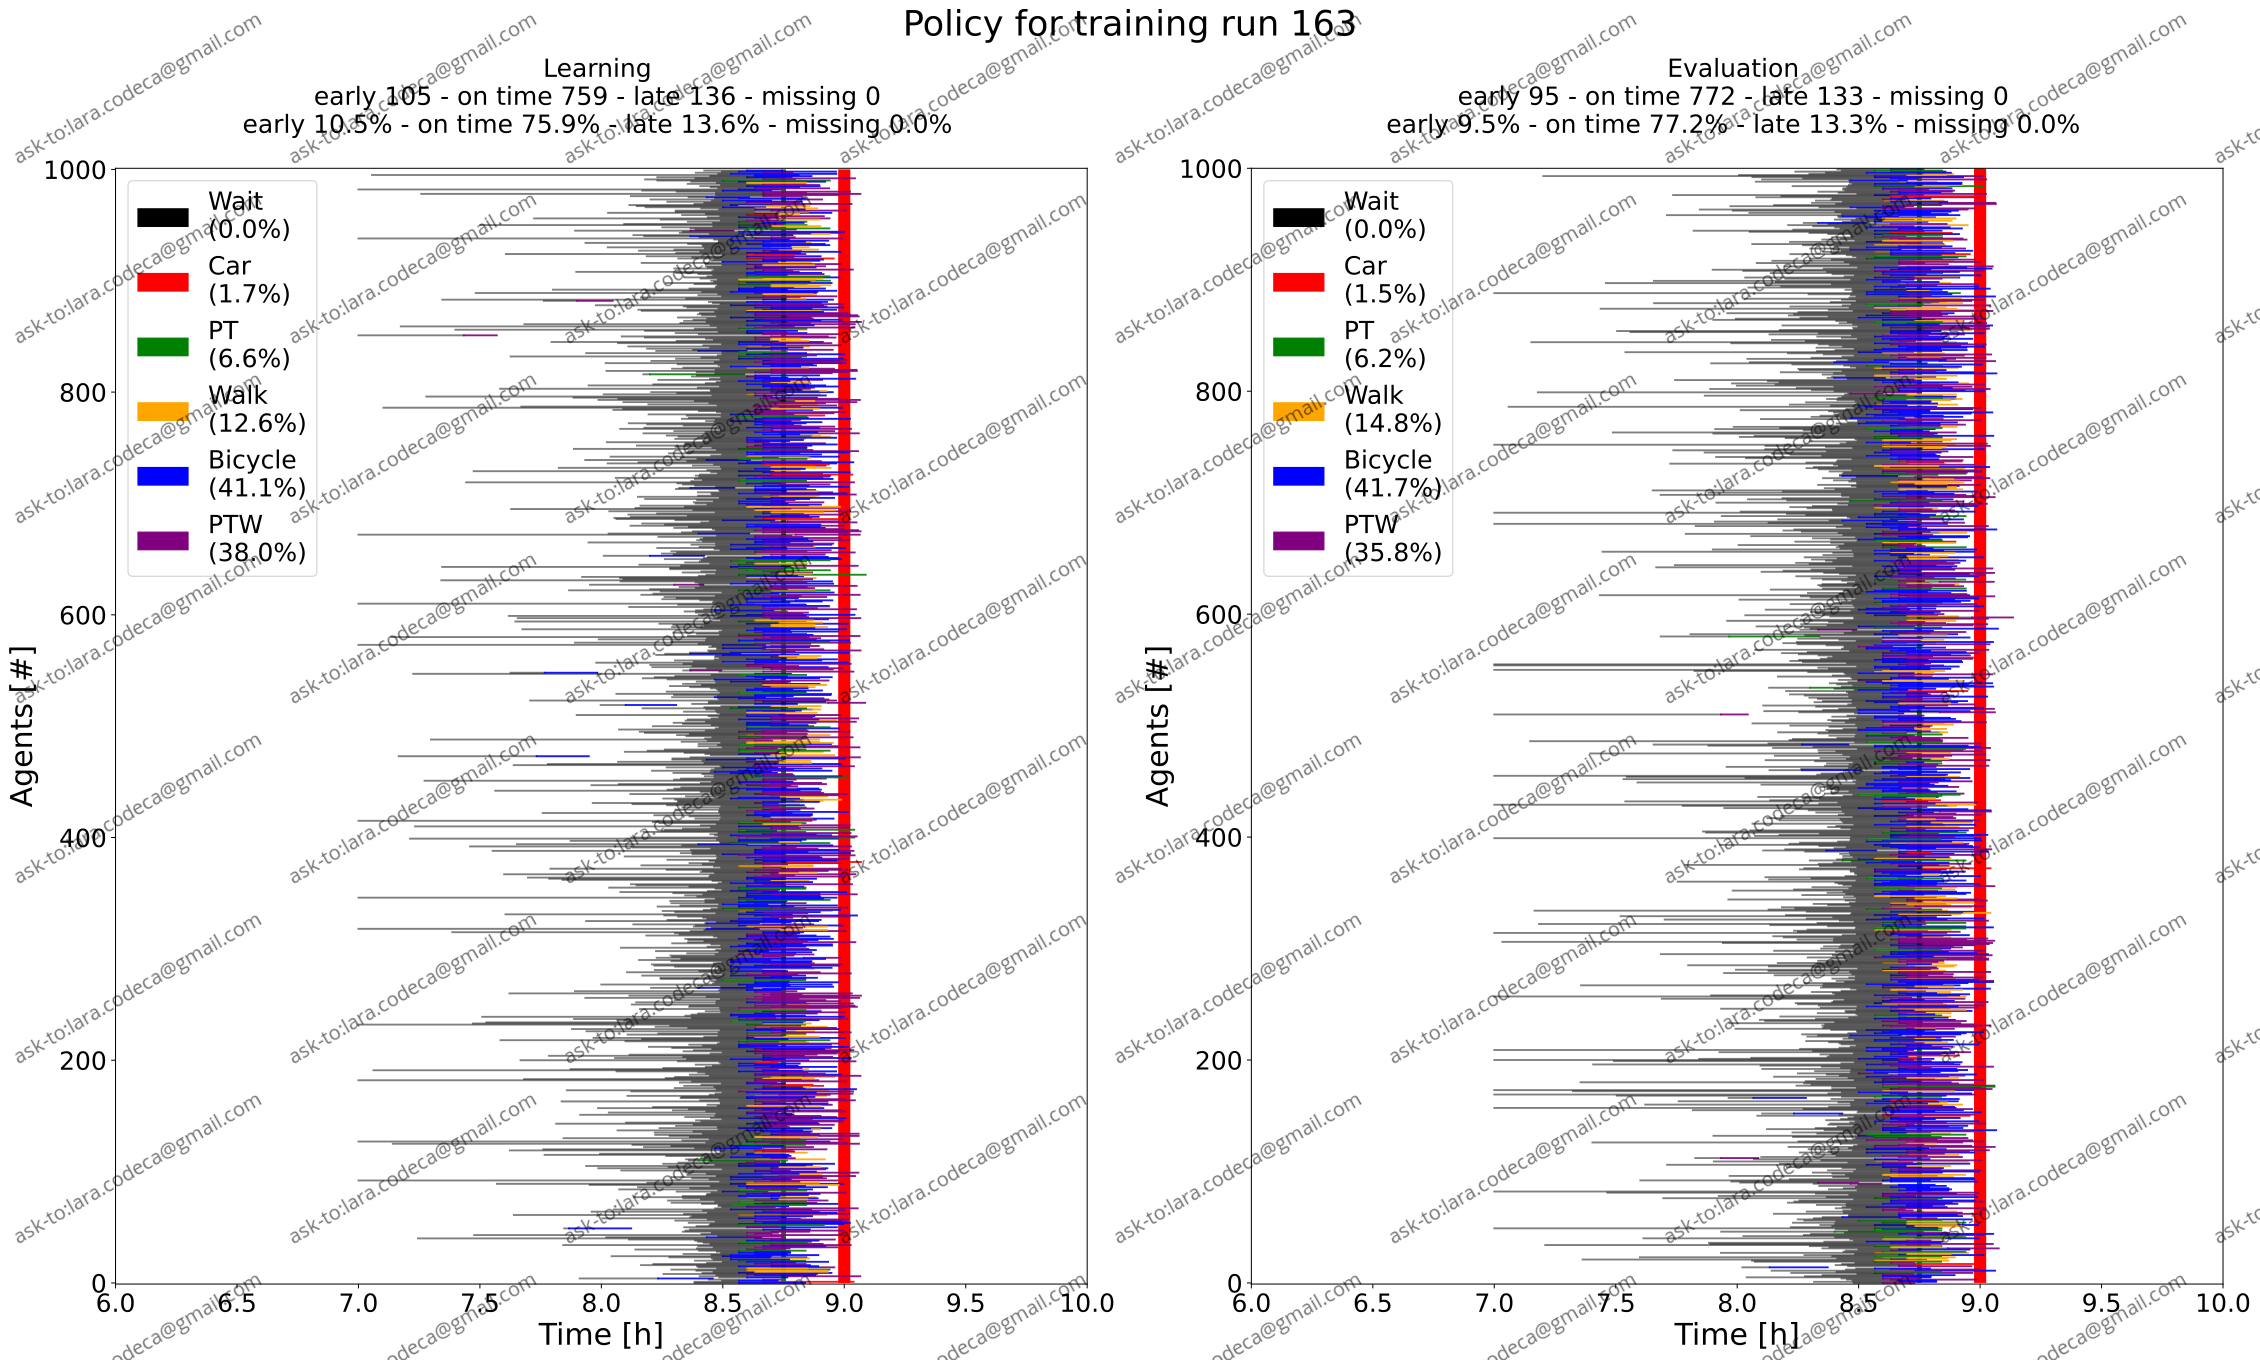 Policy for training run 163
Learning
early 105 - on time 759 - late 136 - missing 0
early 10.5% - on time 75.9% - late 13.6% - missing 0.0%
Wait
(0.0%)
Car
(1.7%)
PT
(6.6%)
Walk
(12.6%)
Bicycle
(41.1%)
PTW
(38.0%)
Agents [#]
1000
800
600
400
200
0
6.0 6.5 7.0 7.5 8.0 8.5 9.0 9.5 10.0
Time [h]
Evaluation
early 95 - on time 772 - late 133 - missing 0
early 9.5% - on time 77.2% - late 13.3% - missing 0.0%
Wait
(0.0%)
Car
(1.5%)
PT
(6.2%)
Walk
(14.8%)
Bicycle
(41.7%)
PTW
(35.8%)
Agents [#]
1000
800
600
400
200
0
6.0 6.5 7.0 7.5 8.0 8.5 9.0 9.5 10.0
Time [h]
ask-to:lara.codeca@gmail.com